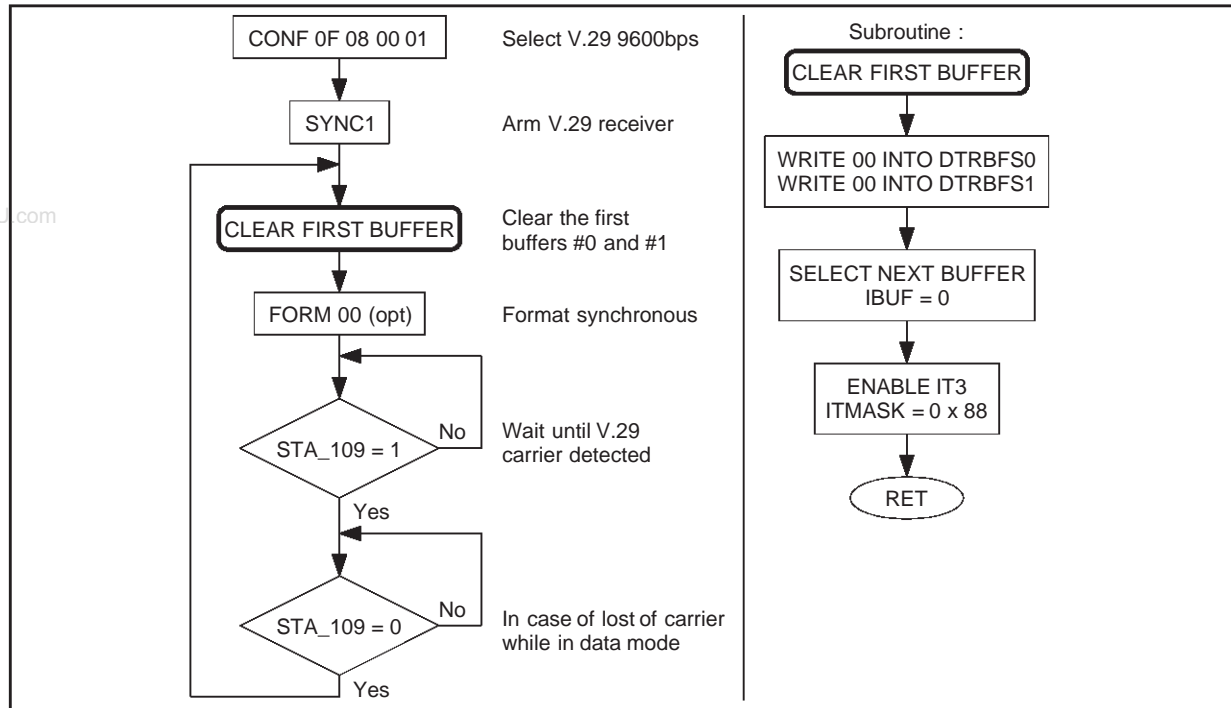 CONF 0F 08 00 01
Select V.29 9600bps
SYNC1
Arm V.29 receiver
CLEAR FIRST BUFFER
Clear the first
buffers #0 and #1
FORM 00 (opt)
Format synchronous
STA_109 = 1
No
Wait until V.29
carrier detected
Yes
STA_109 = 0
No
In case of lost of carrier
while in data mode
Yes
Subroutine :
CLEAR FIRST BUFFER
WRITE 00 INTO DTRBFS0
WRITE 00 INTO DTRBFS1
SELECT NEXT BUFFER
IBUF = 0
ENABLE IT3
ITMASK = 0 x 88
RET
.com